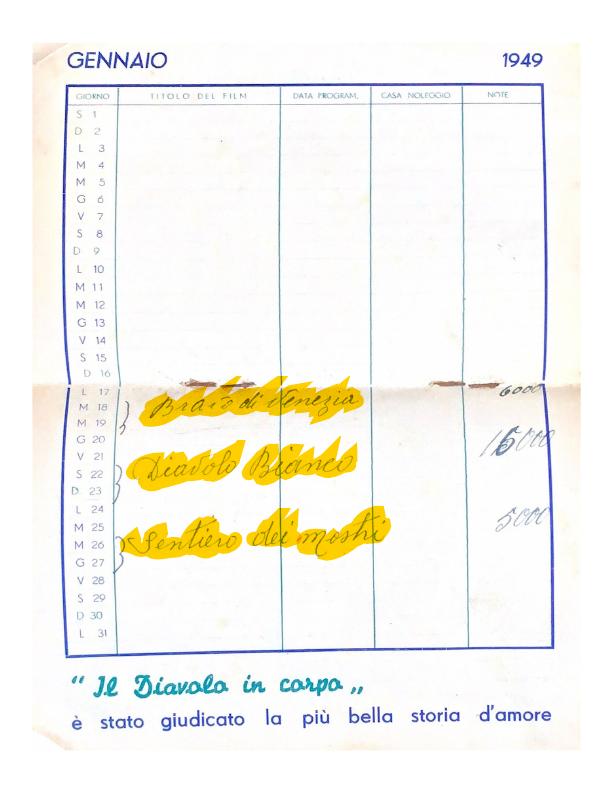 GENNAIO 1949
GIORNO TITOLO DEL FILM DATA PROGRAM. CASA NOLEGGIO NOTE
S 1
D 2
L 3
M 4
M 5
G 6
V 7
S 8
D 9
L 10
M 11
M 12
G 13
V 14
S 15
D 16
L 17 6000
M 18 Bravo di Venezia
M 19
G 20 15000
V 21
S 22 Diavolo Bianco
D 23
L 24
M 25 5000
M 26 Sentiero dei mostri
G 27
V 28
S 29
D 30
L 31
“ Il Diavolo in corpo „
è stato giudicato la più bella storia d'amore